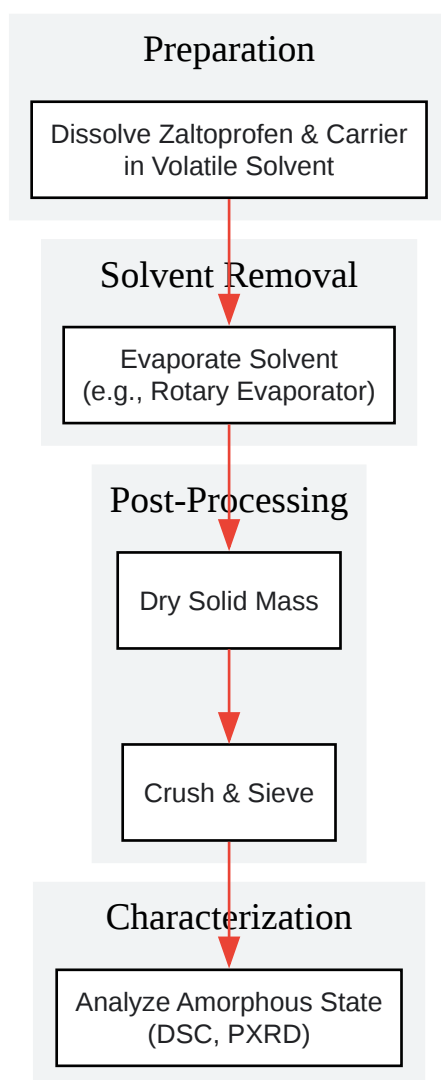 Preparation
Dissolve Zaltoprofen & Carrier
in Volatile Solvent
Solvent Removal
Evaporate Solvent
(e.g., Rotary Evaporator)
Post-Processing
Dry Solid Mass
Crush & Sieve
Characterization
Analyze Amorphous State
(DSC, PXRD)